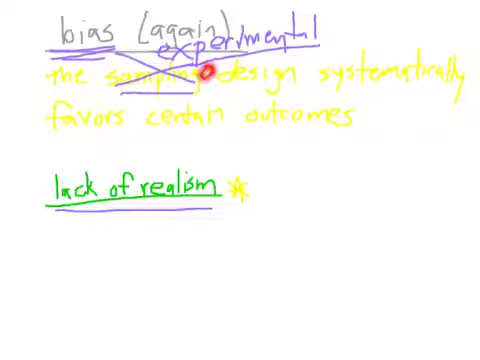 bias (again)
experimental
the sampling design systematically
favors certain outcomes
lack of realism